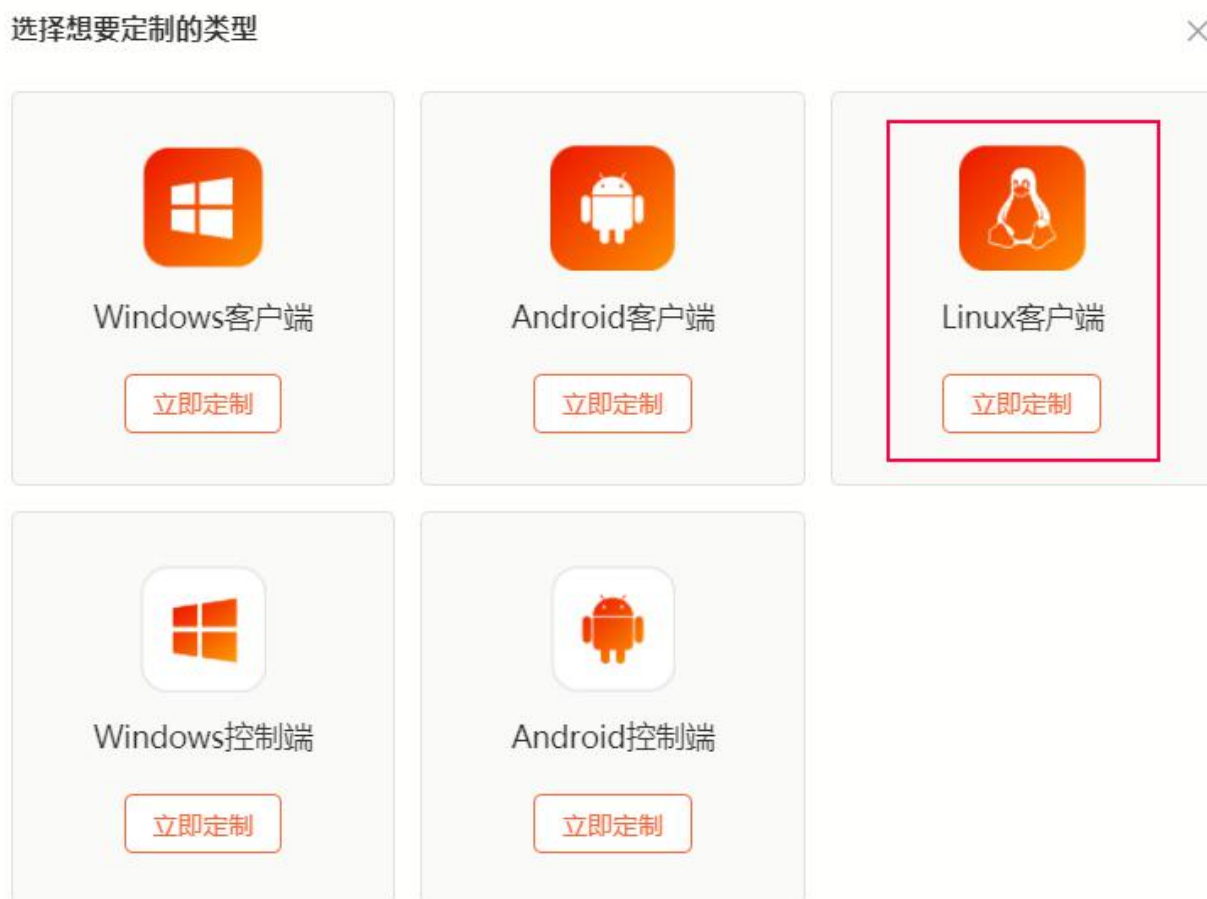 选择想要定制的类型
Windows客户端
Android客户端
Linux客户端
立即定制
立即定制
立即定制
Windows控制端
Android控制端
立即定制
立即定制